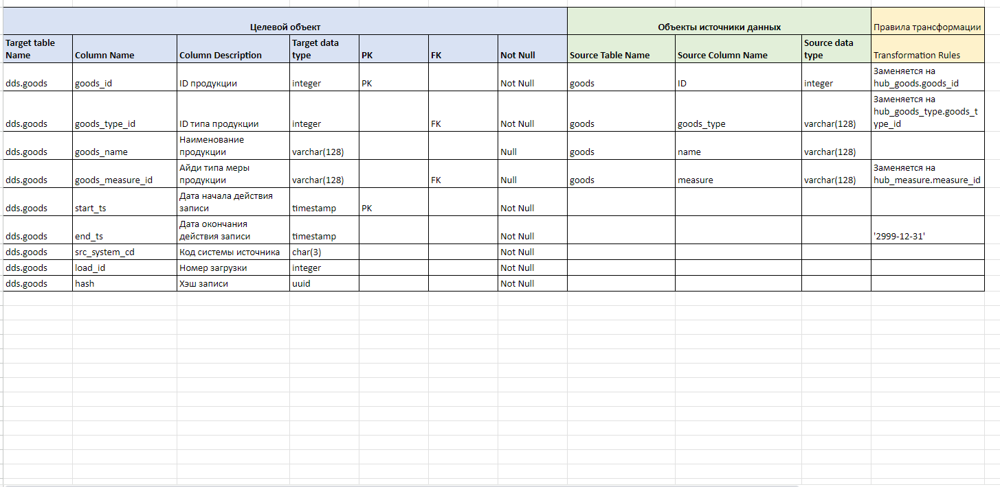 Целевой объект Объекты источники данных Правила трансформации
Target table Name Column Name Column Description Target data type PK FK Not Null Source Table Name Source Column Name Source data type Transformation Rules
dds.goods goods_id ID продукции integer PK Not Null goods ID integer Заменяется на hub_goods.goods_id
dds.goods goods_type_id ID типа продукции integer FK Not Null goods goods_type varchar(128) Заменяется на hub_goods_type.goods_type_id
dds.goods goods_name Наименование продукции varchar(128) Null goods name varchar(128)
dds.goods goods_measure_id Айди типа меры продукции varchar(128) FK Null goods measure varchar(128) Заменяется на hub_measure.measure_id
dds.goods start_ts Дата начала действия записи timestamp PK Not Null
dds.goods end_ts Дата окончания действия записи timestamp Not Null '2999-12-31'
dds.goods src_system_cd Код системы источника char(3) Not Null
dds.goods load_id Номер загрузки integer Not Null
dds.goods hash Хэш записи uuid Not Null